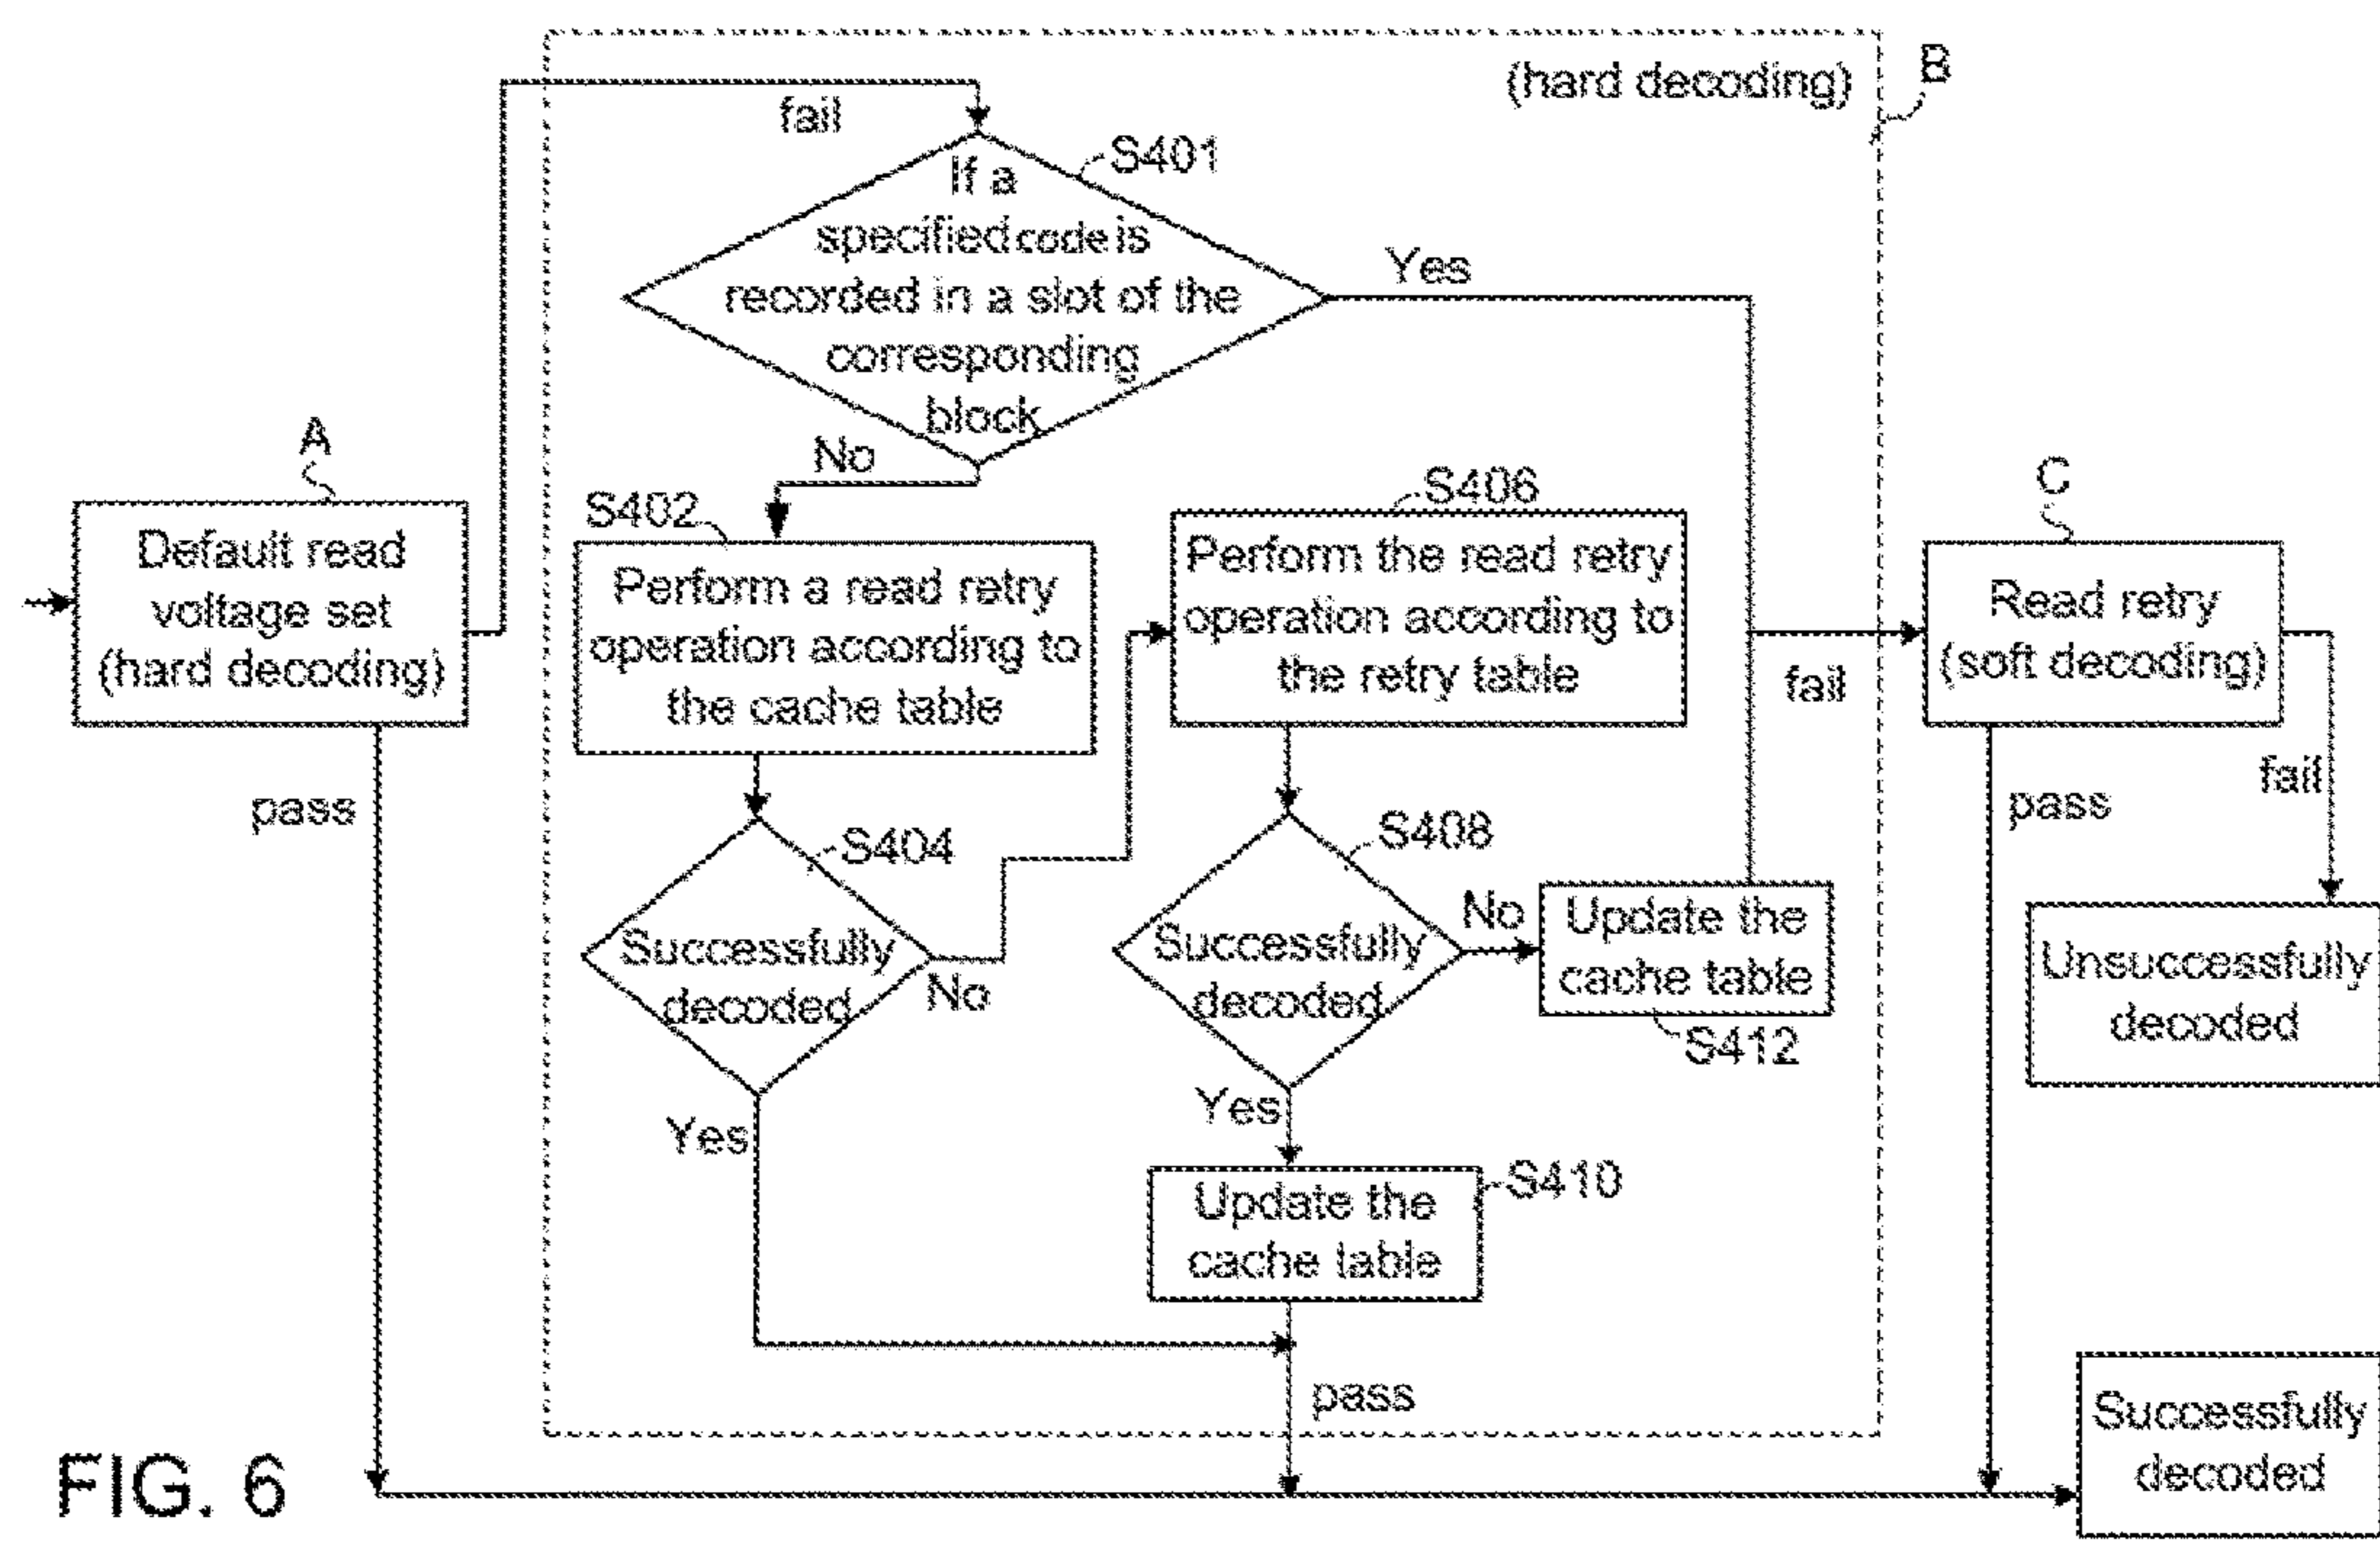 (hard decoding)
B
fail
S401
If a
specified code is
recorded in a slot of the
corresponding
block
Yes
No
A
Default read
voltage set
(hard decoding)
S402
Perform a read retry
operation according to
the cache table
S406
Perform the read retry
operation according to
the retry table
fail
C
Read retry
(soft decoding)
pass
pass
fail
S404
Successfully
decoded
No
Yes
S408
Successfully
decoded
No
Update the
cache table
S412
Unsuccessfully
decoded
Yes
Update the
cache table
S410
pass
Successfully
decoded
FIG. 6